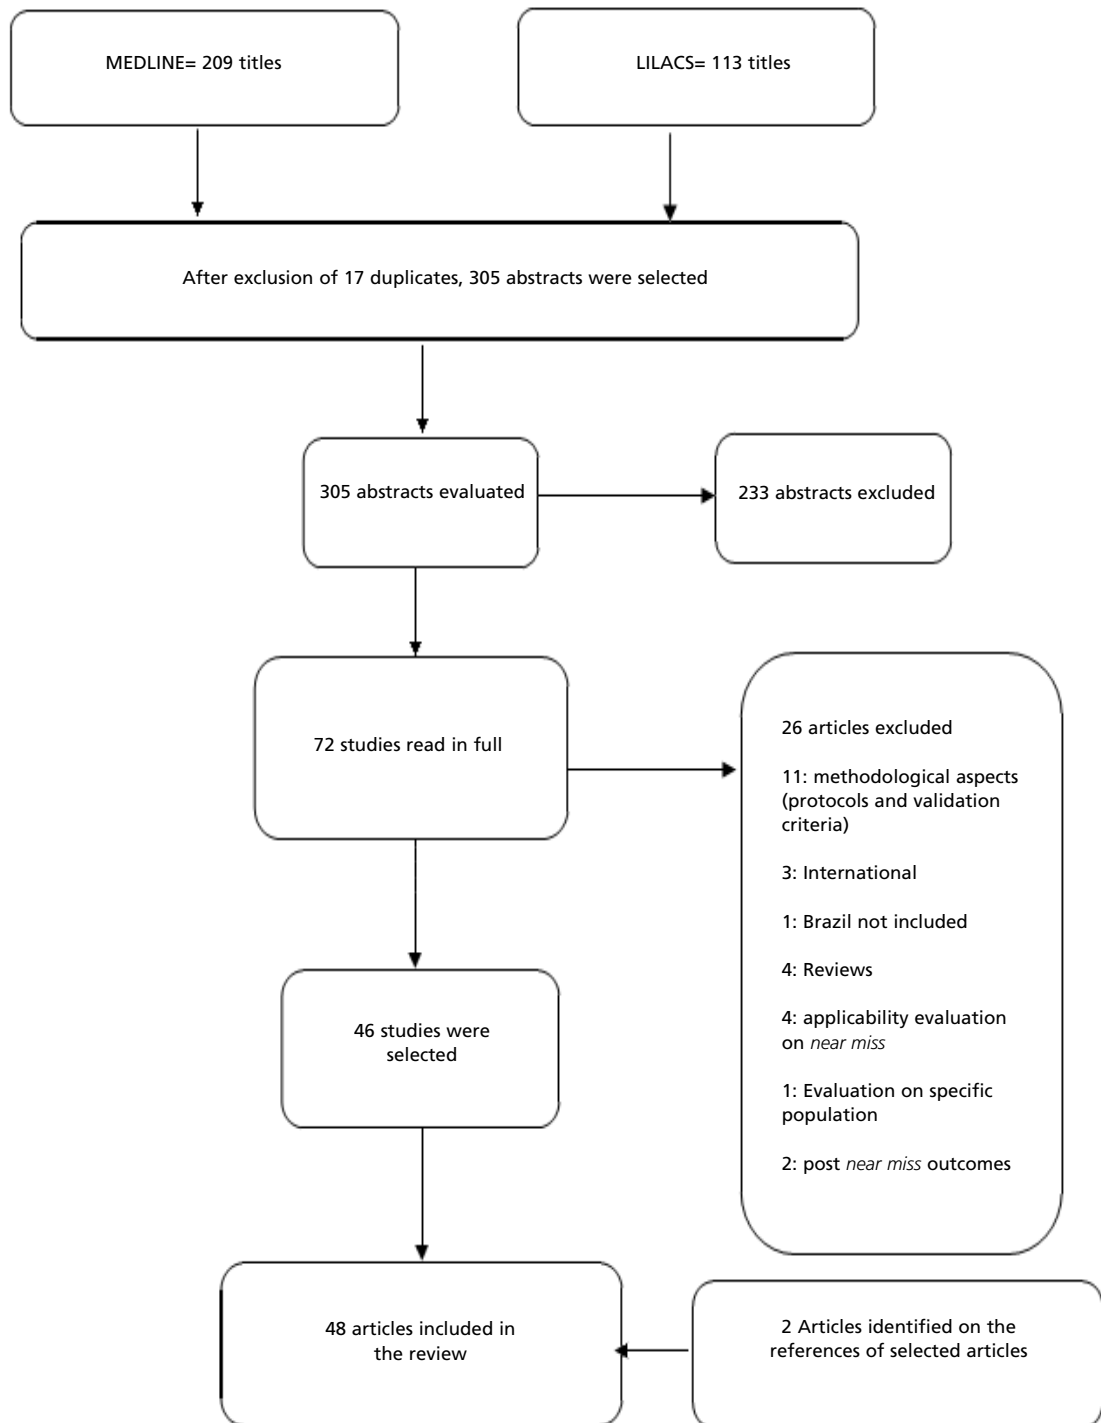 MEDLINE= 209 titles
LILACS= 113 titles
After exclusion of 17 duplicates, 305 abstracts were selected
305 abstracts evaluated
233 abstracts excluded
72 studies read in full
26 articles excluded
11: methodological aspects
(protocols and validation
criteria)
3: International
1: Brazil not included
4: Reviews
4: applicability evaluation
on near miss
1: Evaluation on specific
population
2: post near miss outcomes
46 studies were
selected
48 articles included in
the review
2 Articles identified on the
references of selected articles